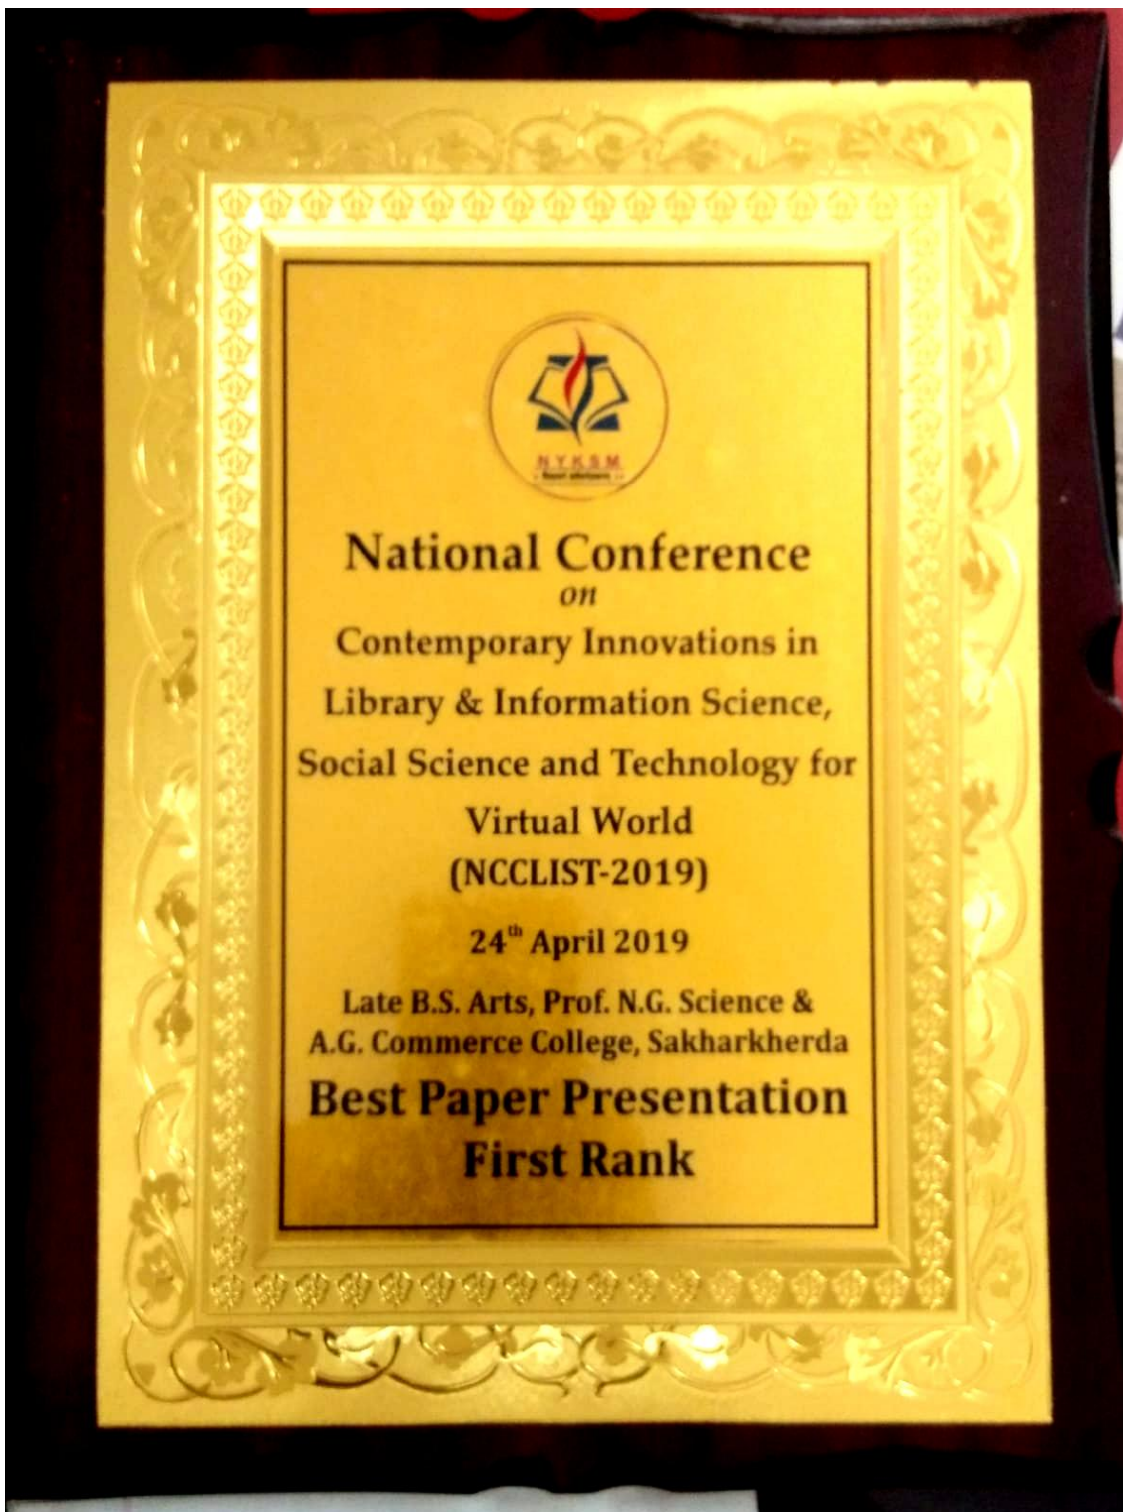 NYKSM
National Conference
on
Contemporary Innovations in
Library & Information Science,
Social Science and Technology for
Virtual World
(NCCLIST-2019)
24th April 2019
Late B.S. Arts, Prof. N.G. Science &
A.G. Commerce College, Sakharkherda
Best Paper Presentation
First Rank